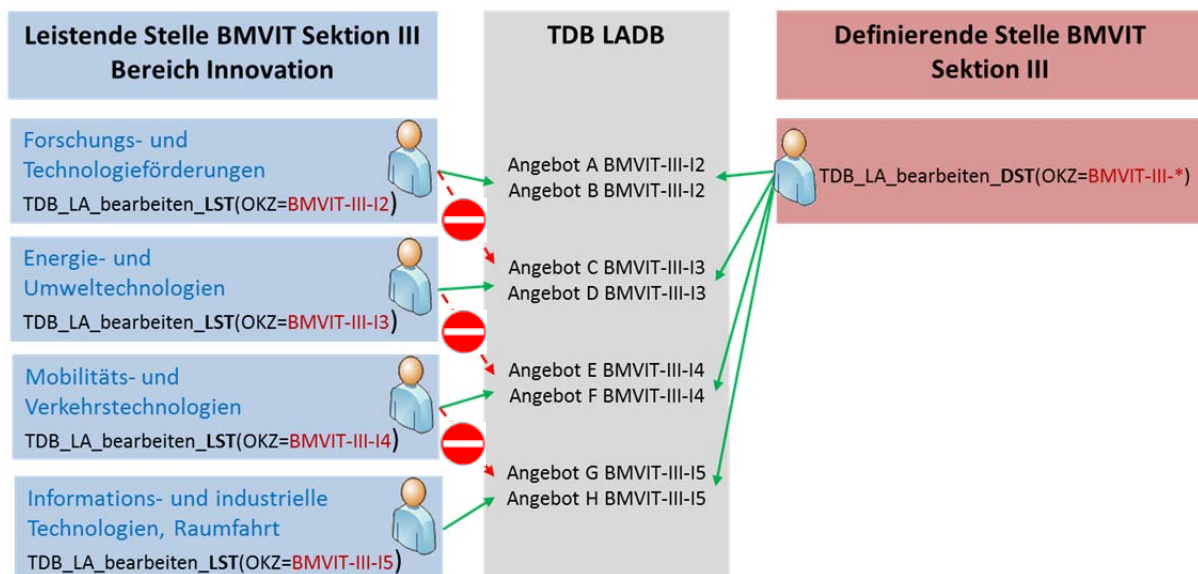 Leistende Stelle BMVIT Sektion III
Bereich Innovation
Forschungs- und
Technologieförderungen
TDB_LA_bearbeiten_LST(OKZ=BMVIT-III-I2)
Energie- und
Umweltechnologien
TDB_LA_bearbeiten_LST(OKZ=BMVIT-III-I3)
Mobilitäts- und
Verkehrstechnologien
TDB_LA_bearbeiten_LST(OKZ=BMVIT-III-I4)
Informations- und industrielle
Technologien, Raumfahrt
TDB_LA_bearbeiten_LST(OKZ=BMVIT-III-I5)
TDB LADB
Angebot A BMVIT-III-I2
Angebot B BMVIT-III-I2
Angebot C BMVIT-III-I3
Angebot D BMVIT-III-I3
Angebot E BMVIT-III-I4
Angebot F BMVIT-III-I4
Angebot G BMVIT-III-I5
Angebot H BMVIT-III-I5
Definierende Stelle BMVIT
Sektion III
TDB_LA_bearbeiten_DST(OKZ=BMVIT-III-*)